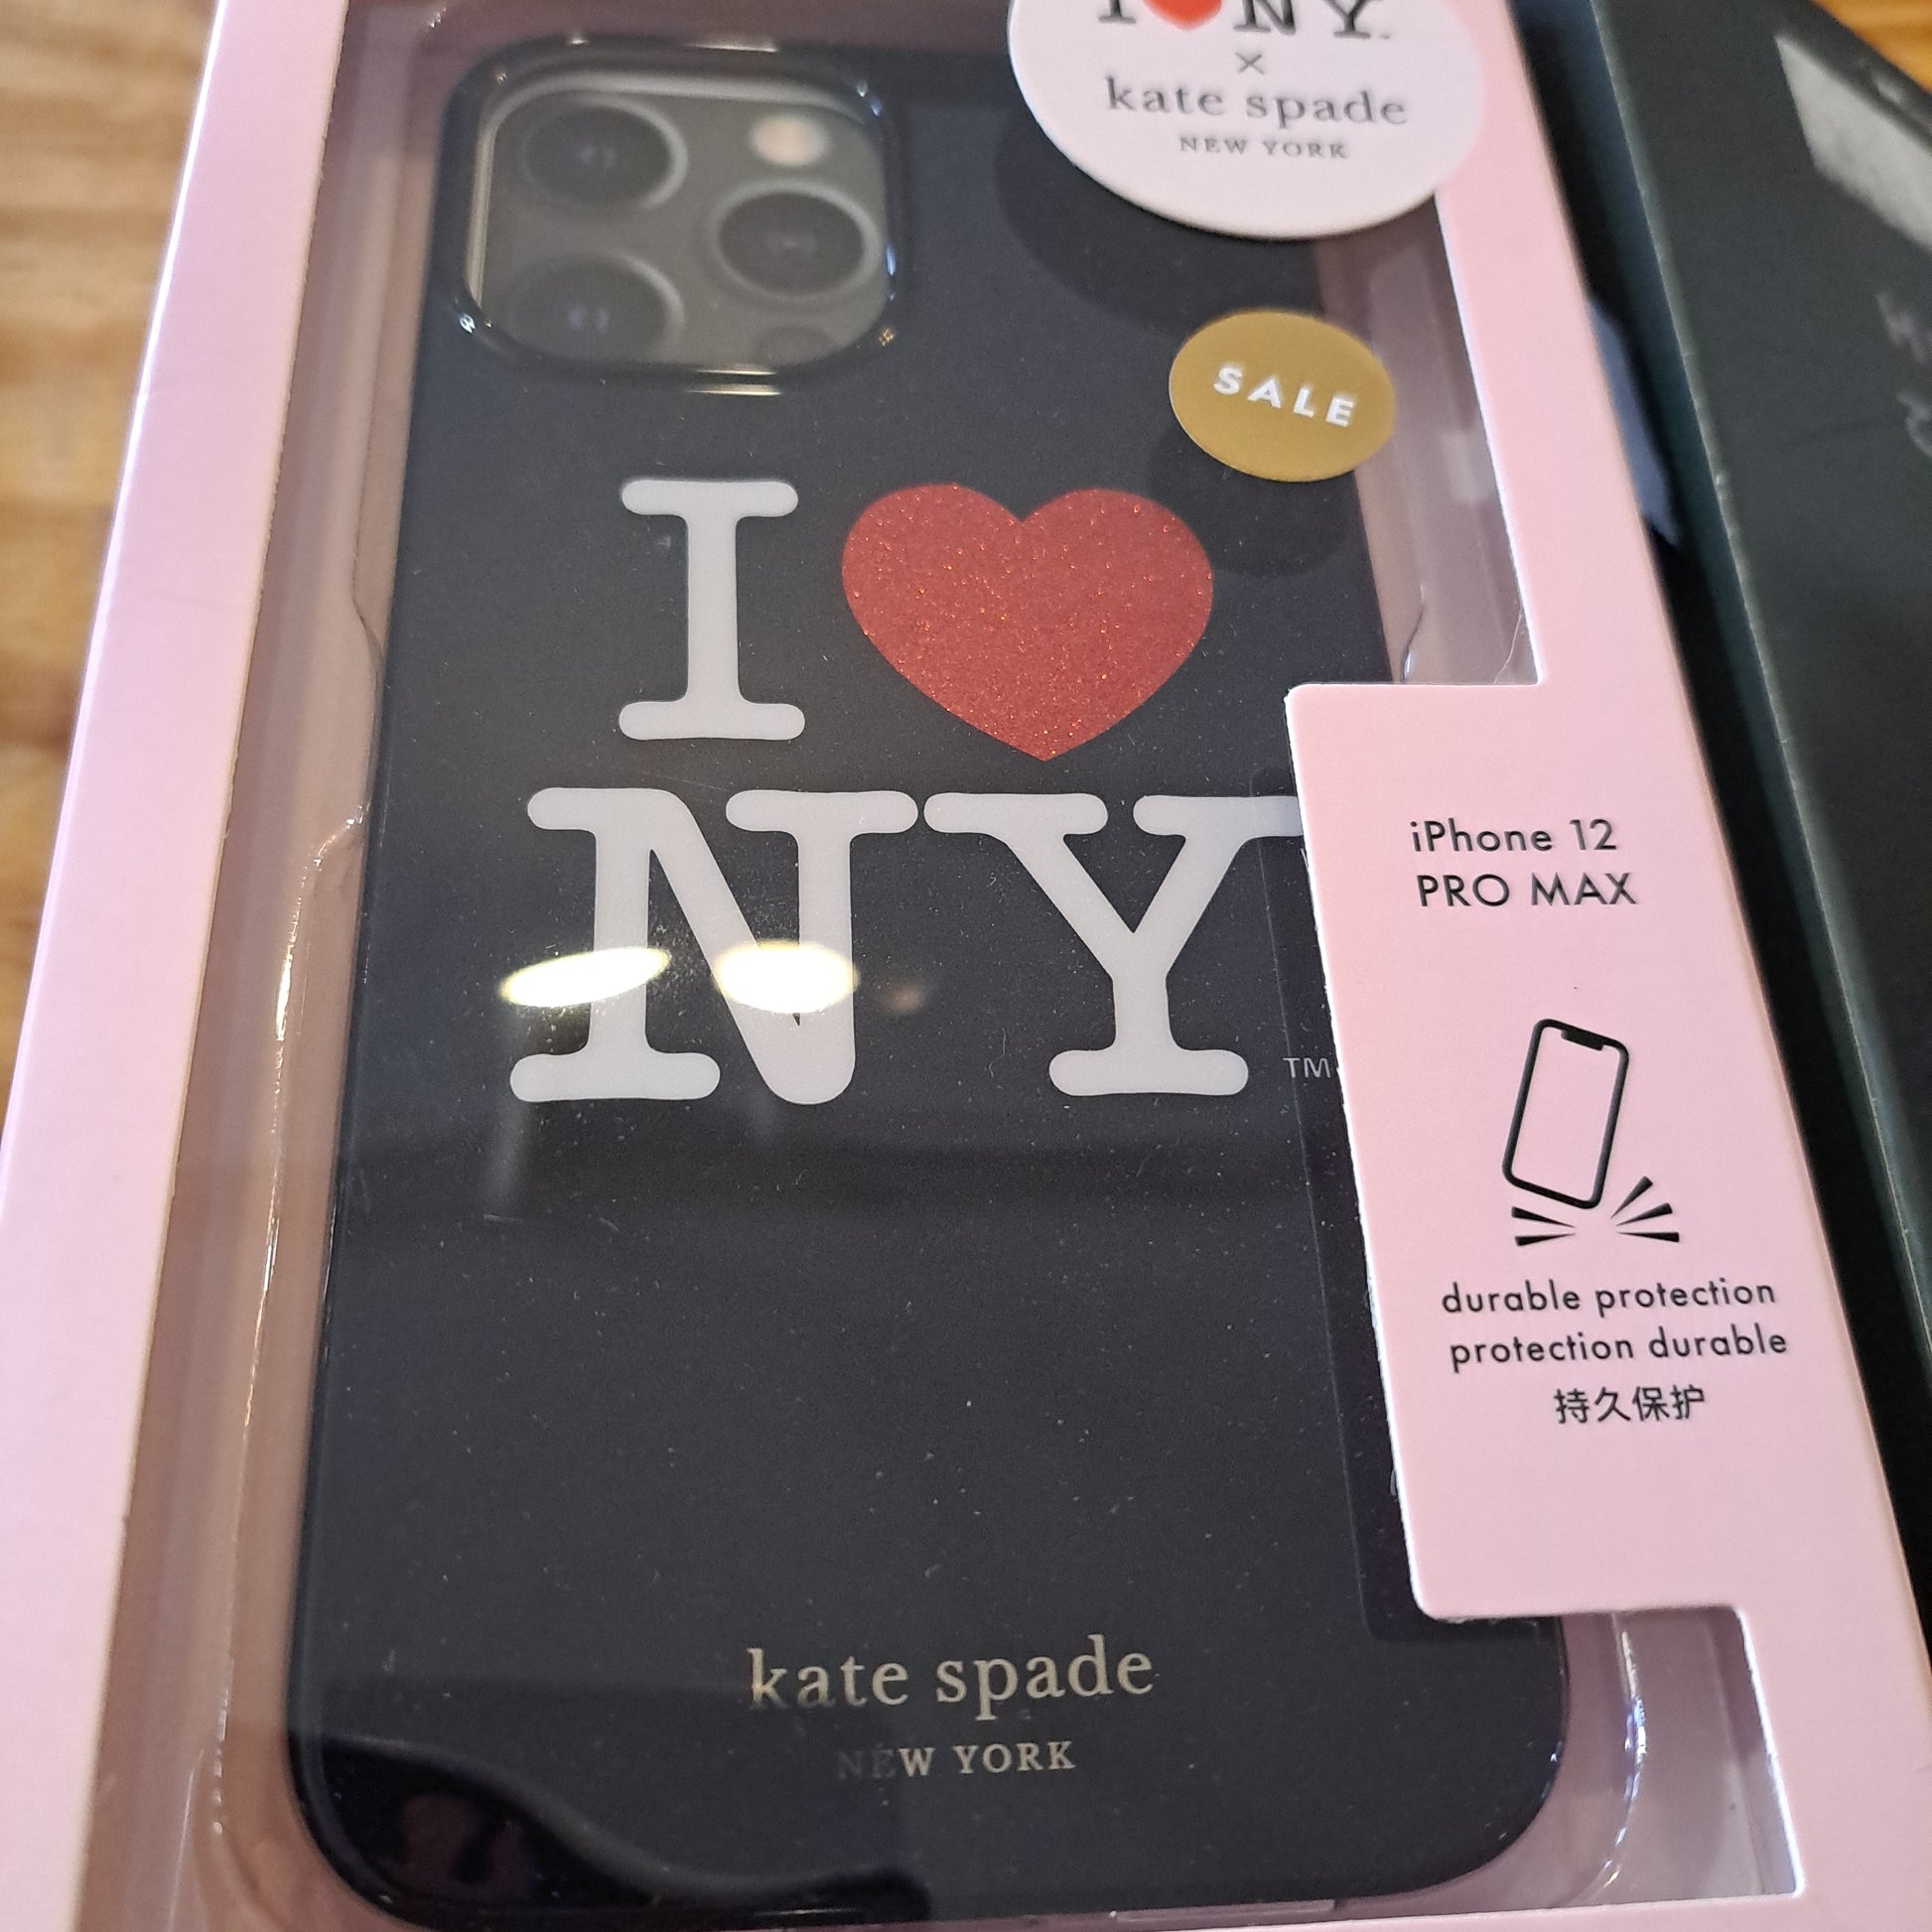 I ♥ NY
×
kate spade
NEW YORK
SALE
I ♥
NY
TM
iPhone 12
PRO MAX
durable protection
protection durable
持久保护
kate spade
NEW YORK